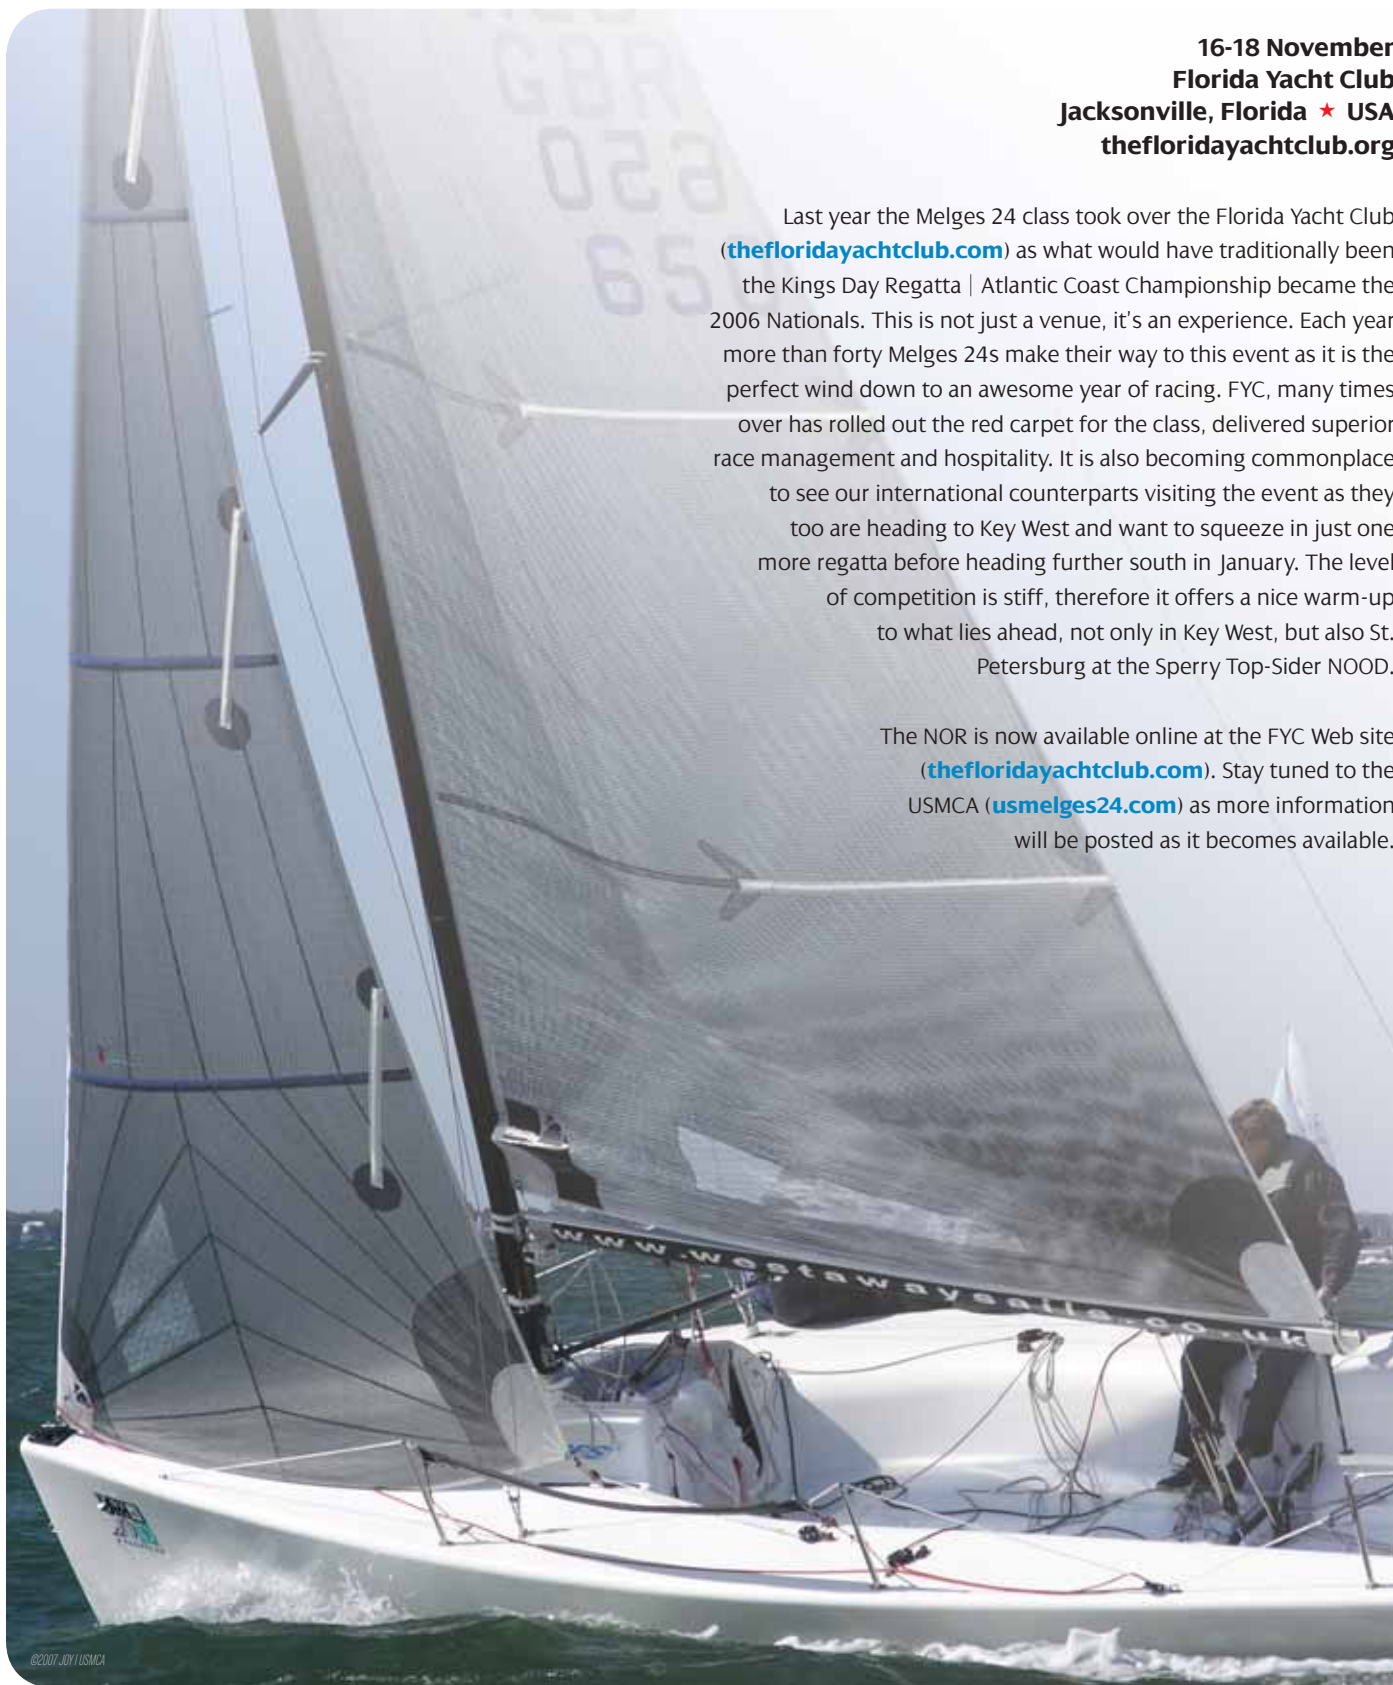 16-18 November
Florida Yacht Club
Jacksonville, Florida ★ USA
thefloridayachtclub.org
Last year the Melges 24 class took over the Florida Yacht Club
(thefloridayachtclub.com) as what would have traditionally been
the Kings Day Regatta | Atlantic Coast Championship became the
2006 Nationals. This is not just a venue, it's an experience. Each year
more than forty Melges 24s make their way to this event as it is the
perfect wind down to an awesome year of racing. FYC, many times
over has rolled out the red carpet for the class, delivered superior
race management and hospitality. It is also becoming commonplace
to see our international counterparts visiting the event as they
too are heading to Key West and want to squeeze in just one
more regatta before heading further south in January. The level
of competition is stiff, therefore it offers a nice warm-up
to what lies ahead, not only in Key West, but also St.
Petersburg at the Sperry Top-Sider NOOD.
The NOR is now available online at the FYC Web site
(thefloridayachtclub.com). Stay tuned to the
USMCA (usmelges24.com) as more information
will be posted as it becomes available.
GBR
650
www.westawaysails.co.uk
©2007 JOY | USMCA